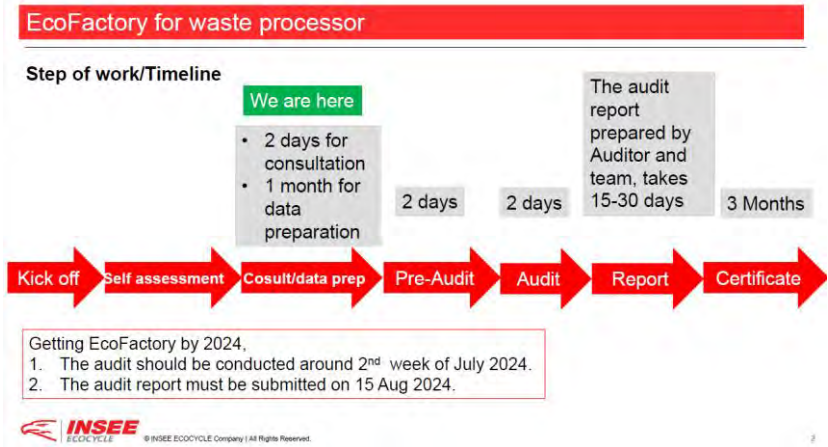 EcoFactory for waste processor
Step of work/Timeline
We are here
• 2 days for
consultation
• 1 month for
data
preparation
2 days
2 days
The audit
report
prepared by
Auditor and
team, takes
15-30 days
3 Months
Kick off
Self assessment
Cosult/data prep
Pre-Audit
Audit
Report
Certificate
Getting EcoFactory by 2024,
1. The audit should be conducted around 2nd week of July 2024.
2. The audit report must be submitted on 15 Aug 2024.
INSEE
ECOCYCLE
© INSEE ECOCYCLE Company | All Rights Reserved.